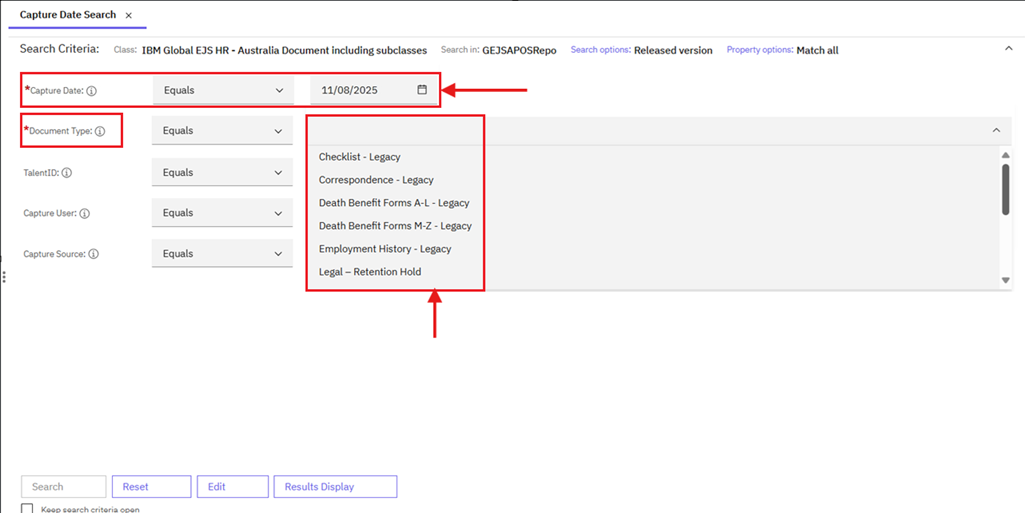 Capture Date Search ×
Search Criteria: Class: IBM Global EJS HR - Australia Document including subclasses Search in: GEJSAPOSRepo Search options: Released version Property options: Match all
*Capture Date: Equals 11/08/2025
*Document Type: Equals
Checklist - Legacy
TalentID: Equals
Correspondence - Legacy
Death Benefit Forms A-L - Legacy
Capture User: Equals
Death Benefit Forms M-Z - Legacy
Capture Source: Equals
Employment History - Legacy
Legal – Retention Hold
Search Reset Edit Results Display
Keep search criteria open